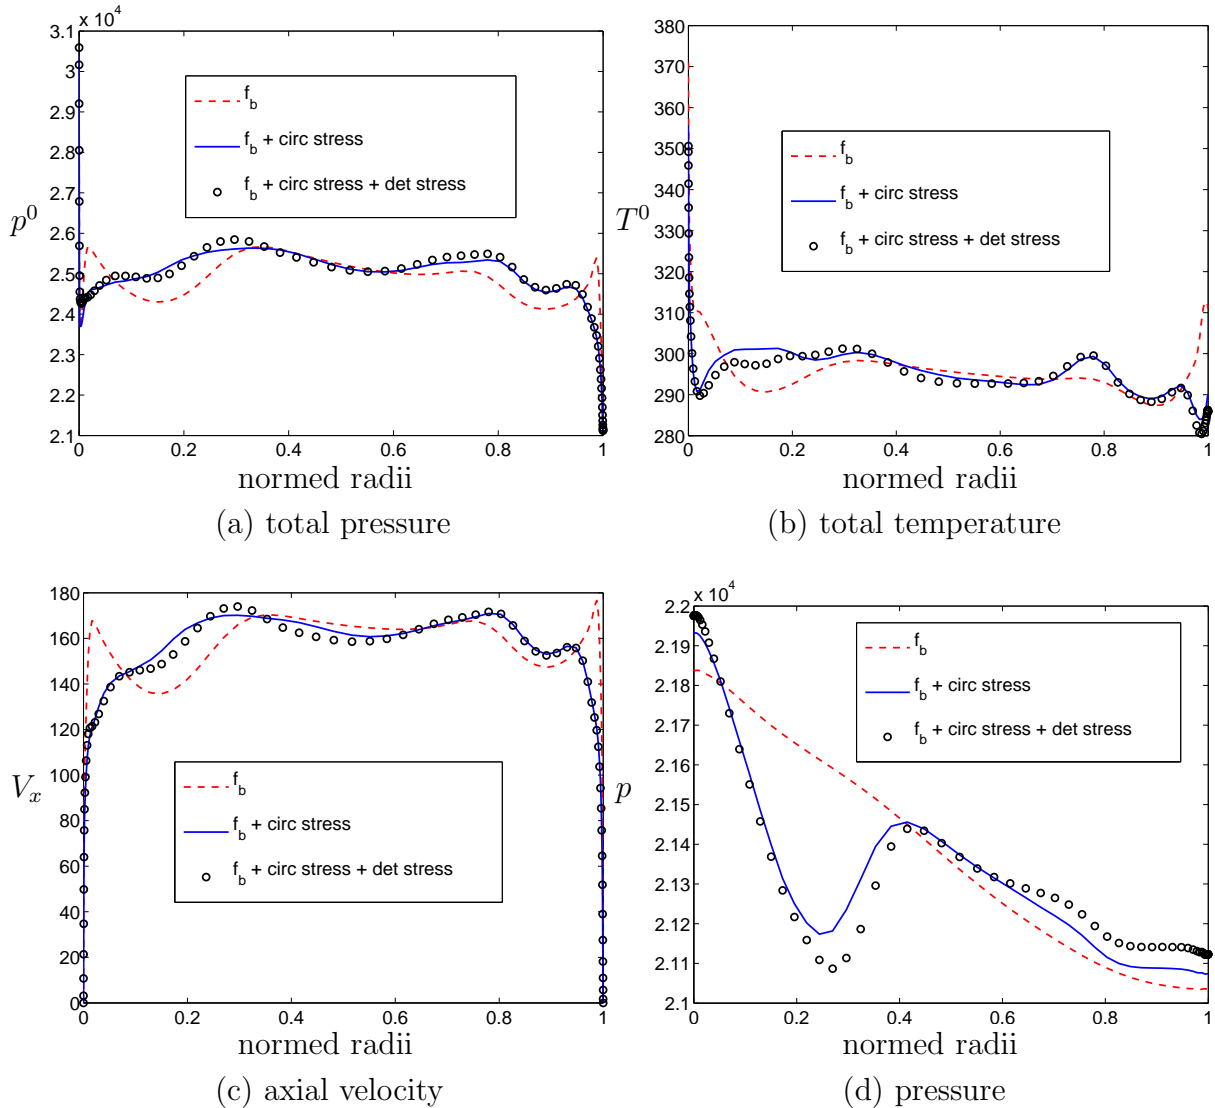 x 10^4
3.1
3
2.9
2.8
2.7
2.6
2.5
2.4
2.3
2.2
2.1
p^0
f_b
f_b + circ stress
f_b + circ stress + det stress
0 0.2 0.4 0.6 0.8 1
normed radii
(a) total pressure
380
370
360
350
340
330
320
310
300
290
280
T^0
f_b
f_b + circ stress
f_b + circ stress + det stress
0 0.2 0.4 0.6 0.8 1
normed radii
(b) total temperature
180
160
140
120
100
80
60
40
20
0
V_x
f_b
f_b + circ stress
f_b + circ stress + det stress
0 0.2 0.4 0.6 0.8 1
normed radii
(c) axial velocity
x 10^4
2.2
2.19
2.18
2.17
2.16
2.15
2.14
2.13
2.12
2.11
2.1
p
f_b
f_b + circ stress
f_b + circ stress + det stress
0 0.2 0.4 0.6 0.8 1
normed radii
(d) pressure